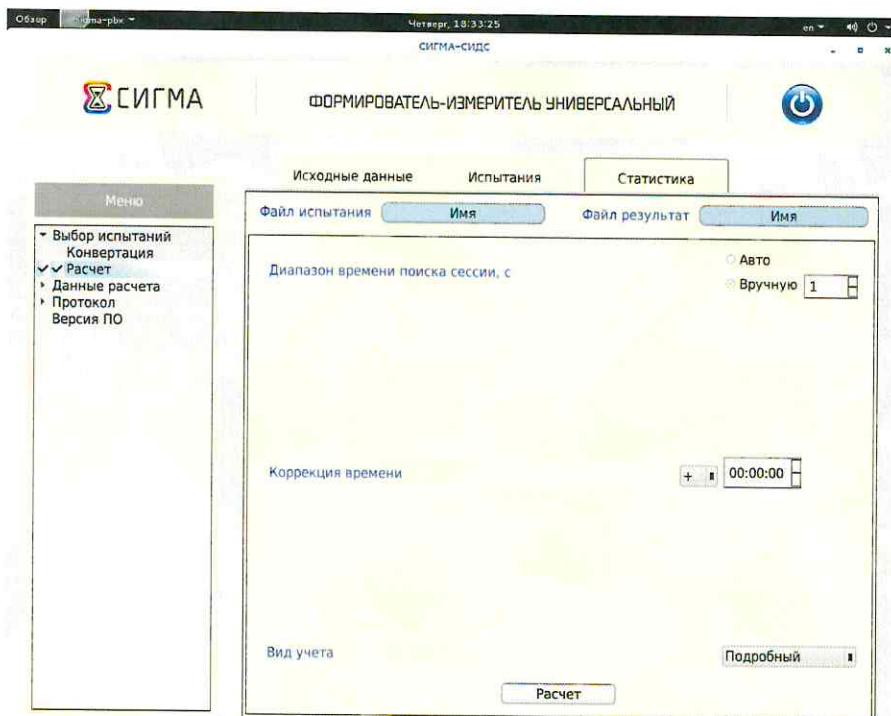 Обзор
Четверг, 18:33:25
en
СИГМА-СИДС
СИГМА
ФОРМИРОВАТЕЛЬ-ИЗМЕРИТЕЛЬ УНИВЕРСАЛЬНЫЙ
Исходные данные
Испытания
Статистика
Меню
Файл испытания
Имя
Файл результат
Имя
Выбор испытаний
Конвертация
Расчет
Данные расчета
Протокол
Версия ПО
Диапазон времени поиска сессии, с
Авто
Вручную
1
Коррекция времени
+
00:00:00
Вид учета
Подробный
Расчет